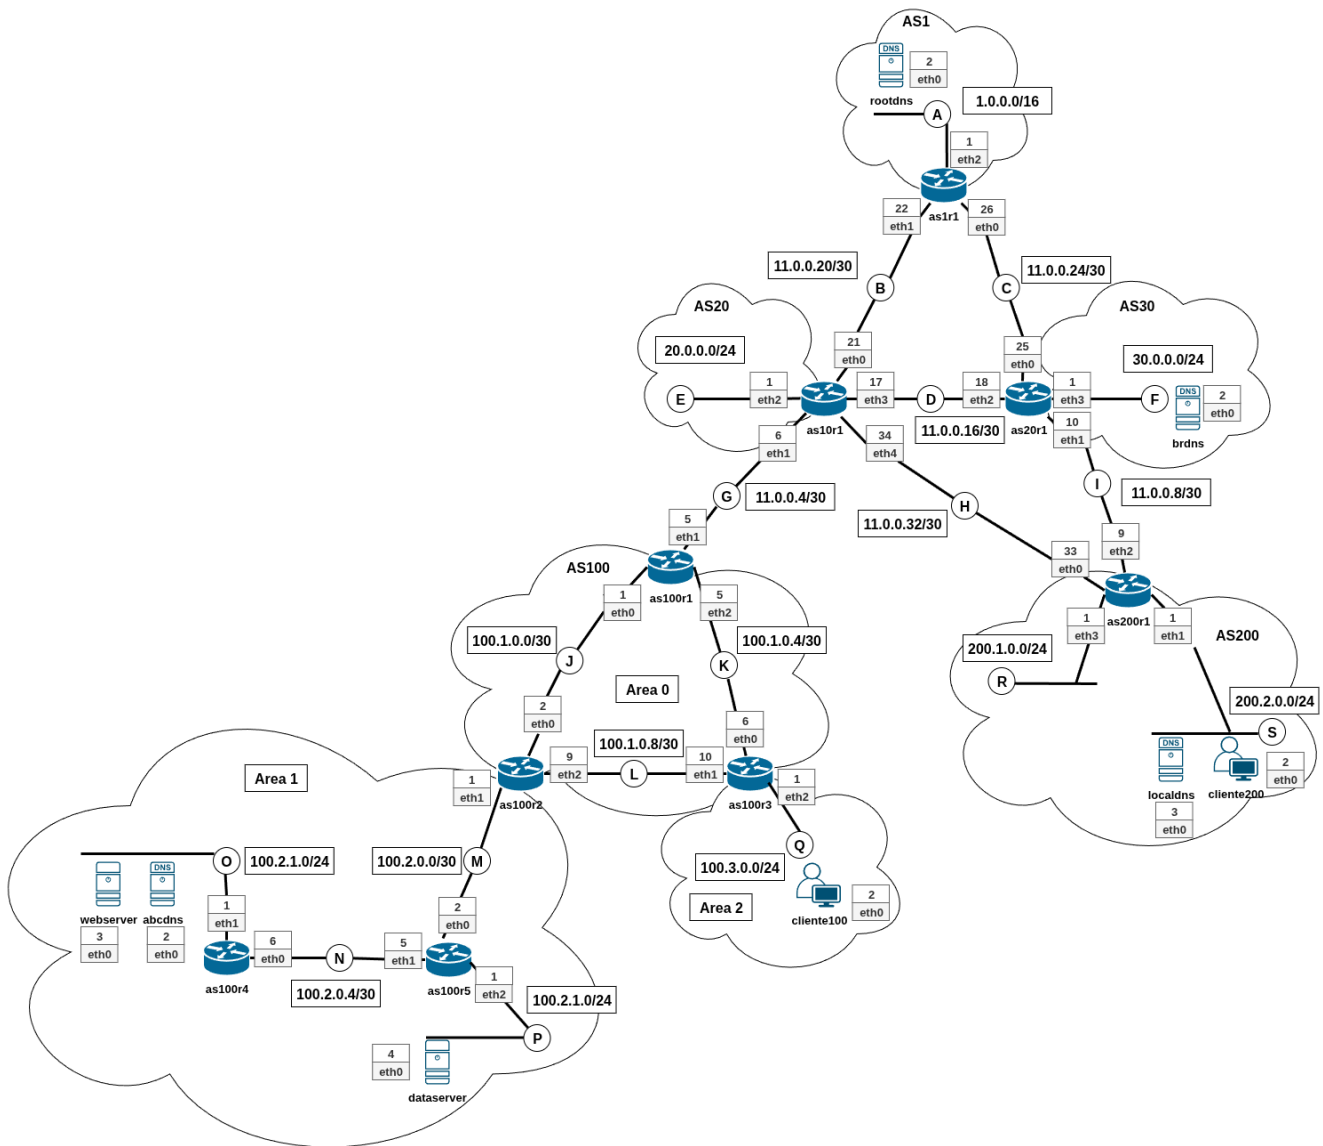 AS1
DNS
2
eth0
rootdns
1.0.0.0/16
A
1
eth2
as1r1
22
eth1
26
eth0
11.0.0.20/30
11.0.0.24/30
B
C
AS20
AS30
20.0.0.0/24
21
eth0
25
eth0
30.0.0.0/24
E
1
eth2
17
eth3
D
18
eth2
1
eth3
F
DNS
2
eth0
as10r1
11.0.0.16/30
as20r1
brdns
6
eth1
34
eth4
10
eth1
G
11.0.0.4/30
H
11.0.0.32/30
I
11.0.0.8/30
5
eth1
33
eth0
9
eth2
AS100
as100r1
as200r1
1
eth0
5
eth2
1
eth3
1
eth1
AS200
100.1.0.0/30
J
K
100.1.0.4/30
200.1.0.0/24
R
Area 0
200.2.0.0/24
2
eth0
6
eth0
S
100.1.0.8/30
9
eth2
L
10
eth1
DNS
2
eth0
Area 1
1
eth1
as100r2
as100r3
1
eth2
localdns
cliente200
3
eth0
O
100.2.1.0/24
100.2.0.0/30
M
Q
100.3.0.0/24
DNS
webserver
abcdns
1
eth1
2
eth0
Area 2
cliente100
2
eth0
3
eth0
2
eth0
6
eth0
N
5
eth1
as100r4
100.2.0.4/30
as100r5
1
eth2
100.2.1.0/24
P
4
eth0
dataserver